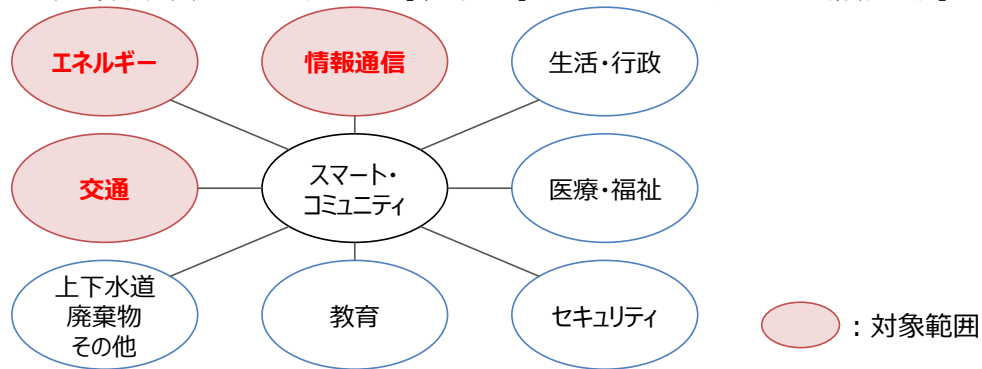 エネルギー
情報通信
生活・行政
交通
スマート・
コミュニティ
医療・福祉
上下水道
廃棄物
その他
教育
セキュリティ
：対象範囲